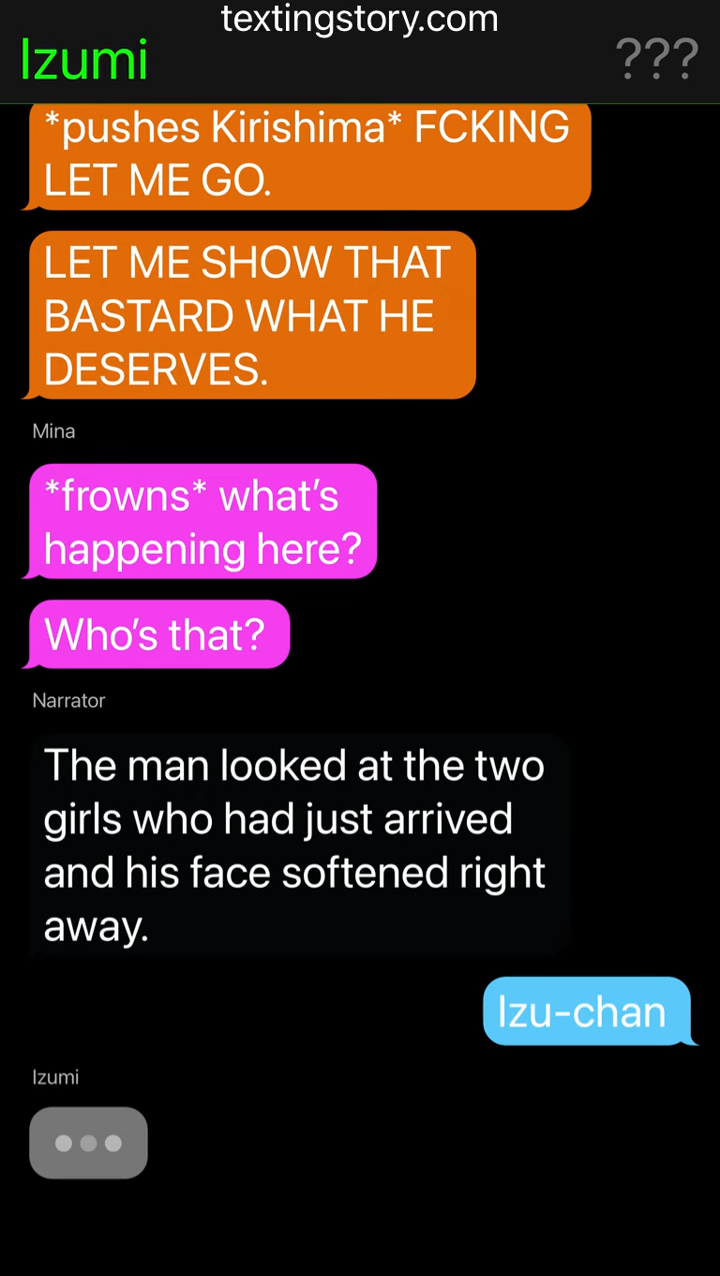 textingstory.com
Izumi
???
*pushes Kirishima* FCKING
LET ME GO.
LET ME SHOW THAT
BASTARD WHAT HE
DESERVES.
Mina
*frowns* what’s
happening here?
Who’s that?
Narrator
The man looked at the two
girls who had just arrived
and his face softened right
away.
Izu-chan
Izumi